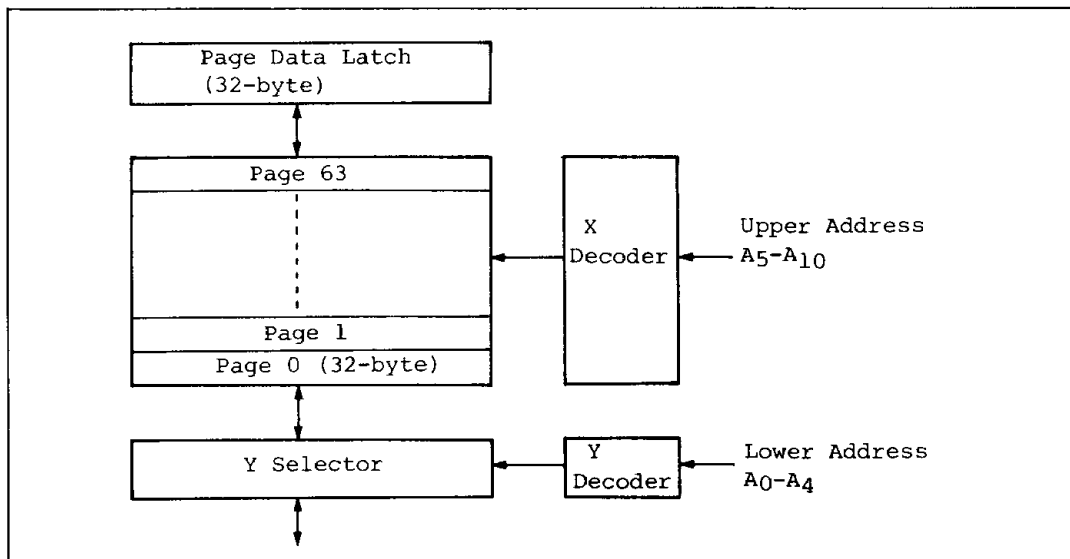 Page Data Latch
(32-byte)
Page 63
X
Decoder
Upper Address
A5-A10
Page 1
Page 0 (32-byte)
Y Selector
Y
Decoder
Lower Address
A0-A4